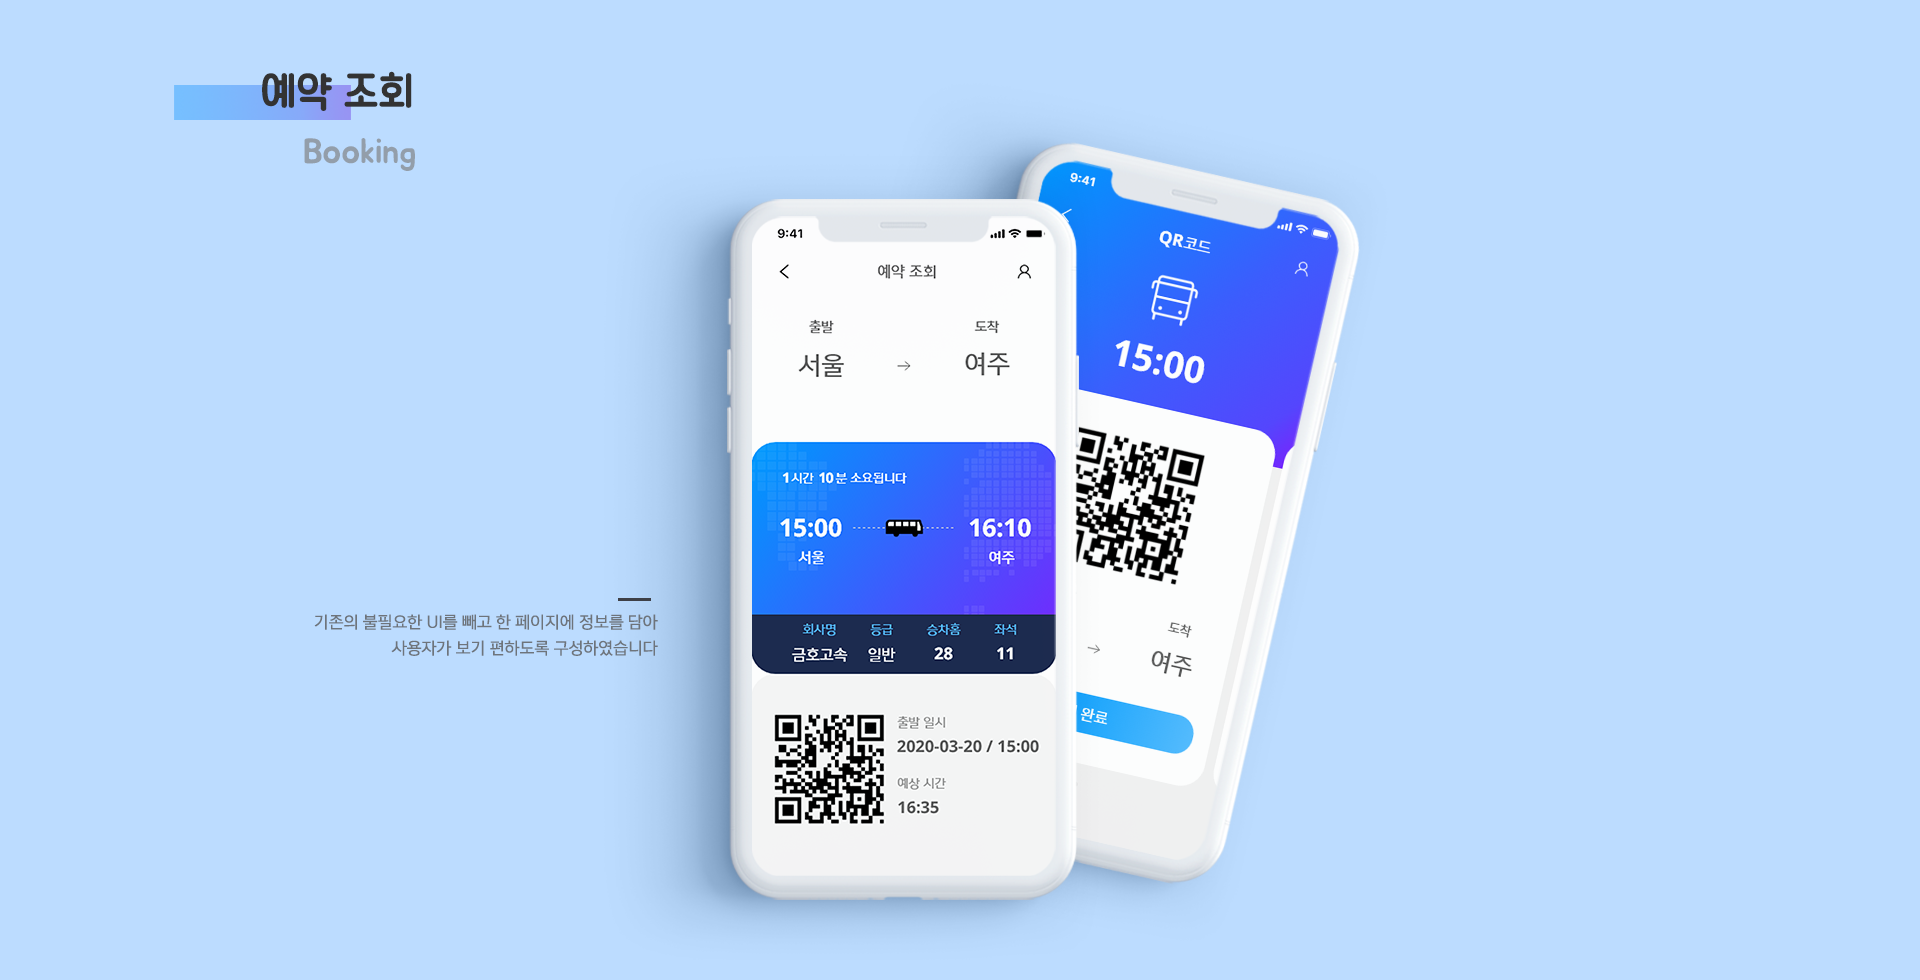 예약 조회
Booking
기존의 불필요한 UI를 빼고 한 페이지에 정보를 담아
사용자가 보기 편하도록 구성하였습니다
9:41
예약 조회
출발 도착
서울 → 여주
1시간 10분 소요됩니다
15:00 16:10
서울 여주
회사명 등급 승차홈 좌석
금호고속 일반 28 11
출발 일시
2020-03-20 / 15:00
예상 시간
16:35
9:41
QR코드
15:00
도착
→ 여주
완료